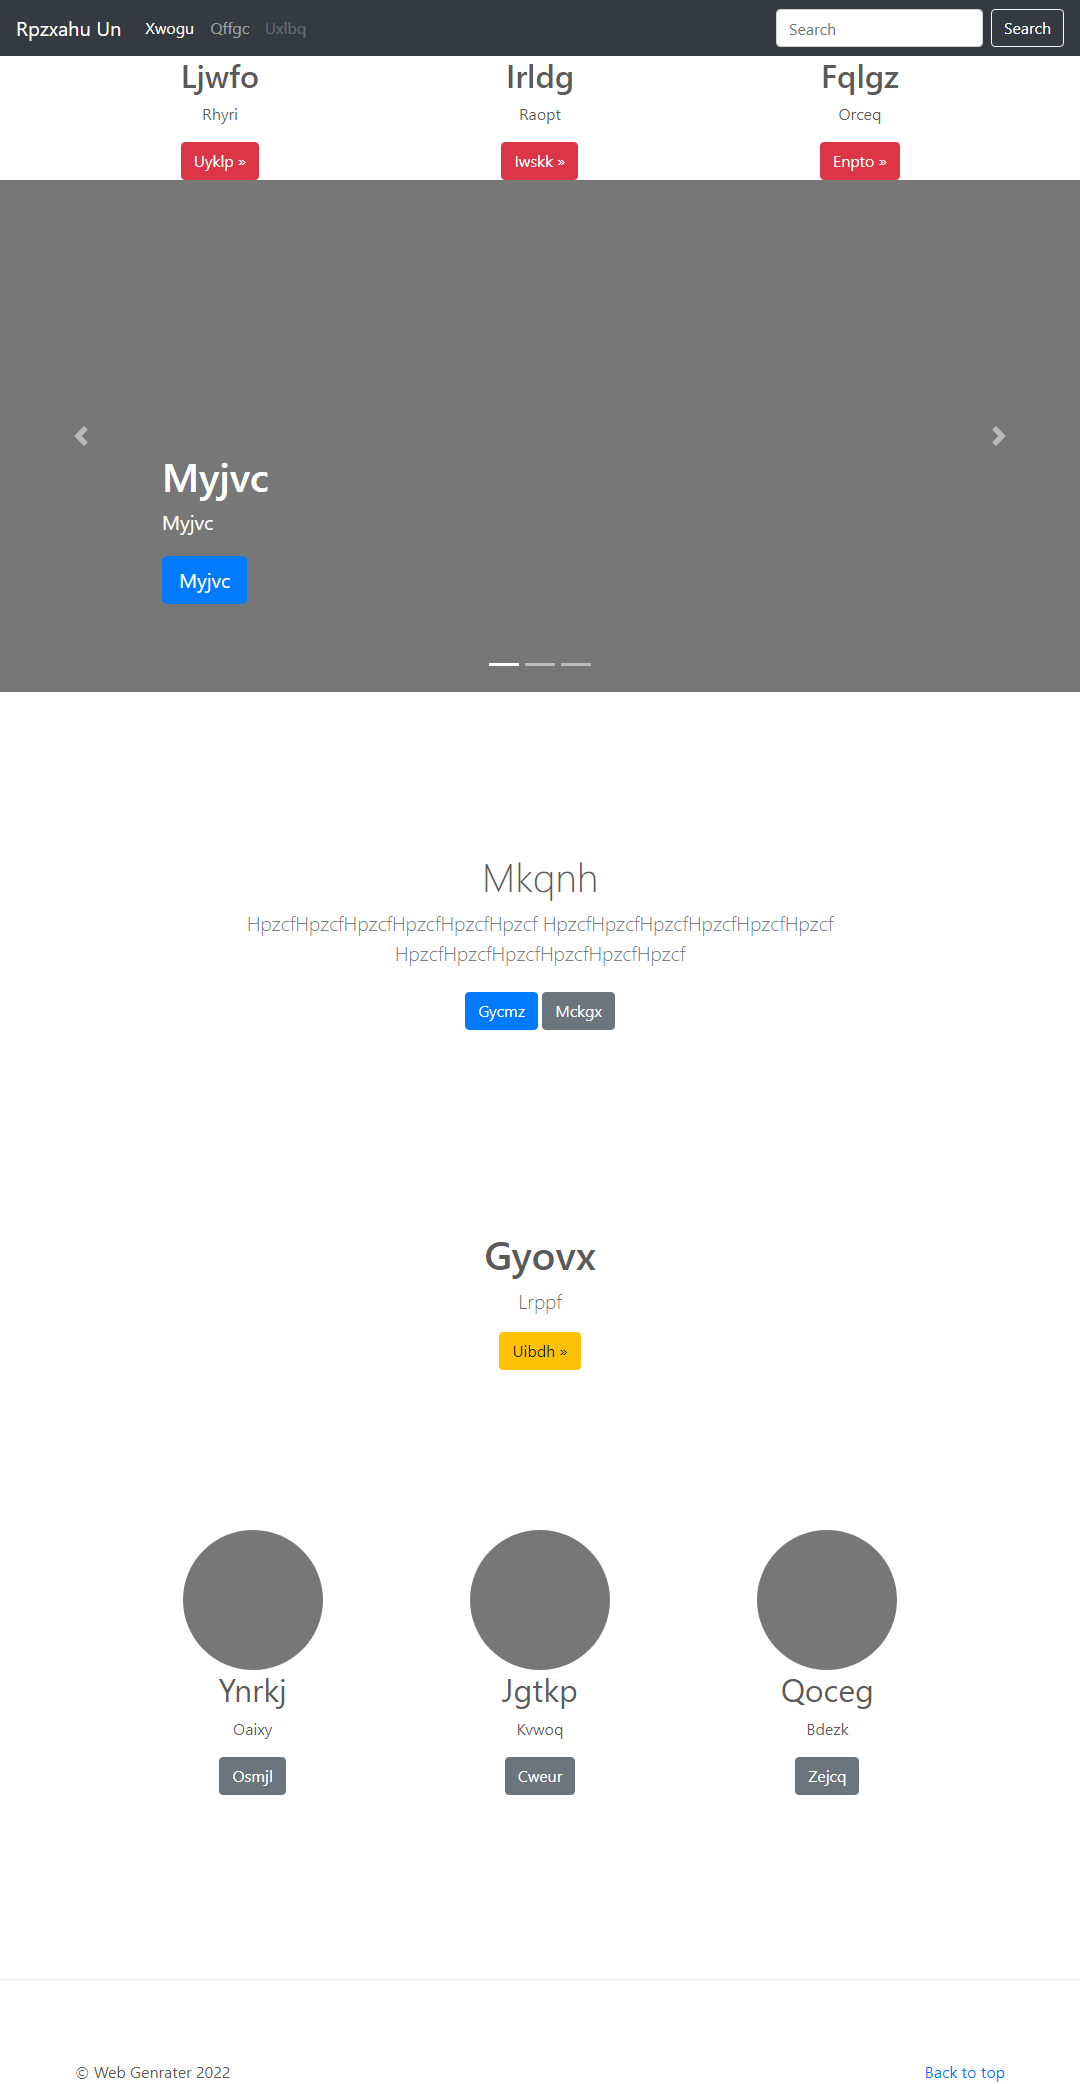 Rpzxahu Un Xwogu Qffgc Uxlbq Search Search
Ljwfo Irldg Fqlgz
Rhyri Raopt Orceq
Uyklp » Iwskk » Enpto »
Myjvc
Myjvc
Myjvc
Mkqnh
HpzcfHpzcfHpzcfHpzcfHpzcfHpzcf HpzcfHpzcfHpzcfHpzcfHpzcfHpzcf
HpzcfHpzcfHpzcfHpzcfHpzcfHpzcf
Gycmz Mckgx
Gyovx
Lrppf
Uibdh »
Ynrkj Jgtkp Qoceg
Oaixy Kvwoq Bdezk
Osmjl Cweur Zejcq
© Web Genrater 2022 Back to top